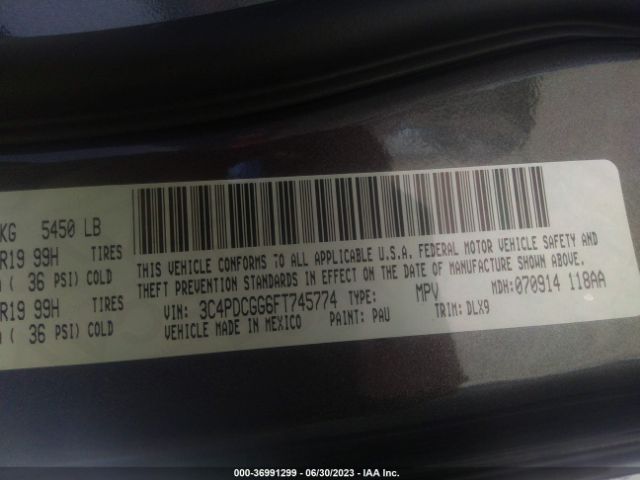 KG 5450 LB
R19 99H TIRES
( 36 PSI) COLD
R19 99H TIRES
( 36 PSI) COLD
THIS VEHICLE CONFORMS TO ALL APPLICABLE U.S.A. FEDERAL MOTOR VEHICLE SAFETY AND
THEFT PREVENTION STANDARDS IN EFFECT ON THE DATE OF MANUFACTURE SHOWN ABOVE.
VIN: 3C4PDCGG6FT745774 TYPE: MPV MDH: 070914 118AA
VEHICLE MADE IN MEXICO PAINT: PAU TRIM: DLX9
000-36991299 - 06/30/2023 - IAA Inc.